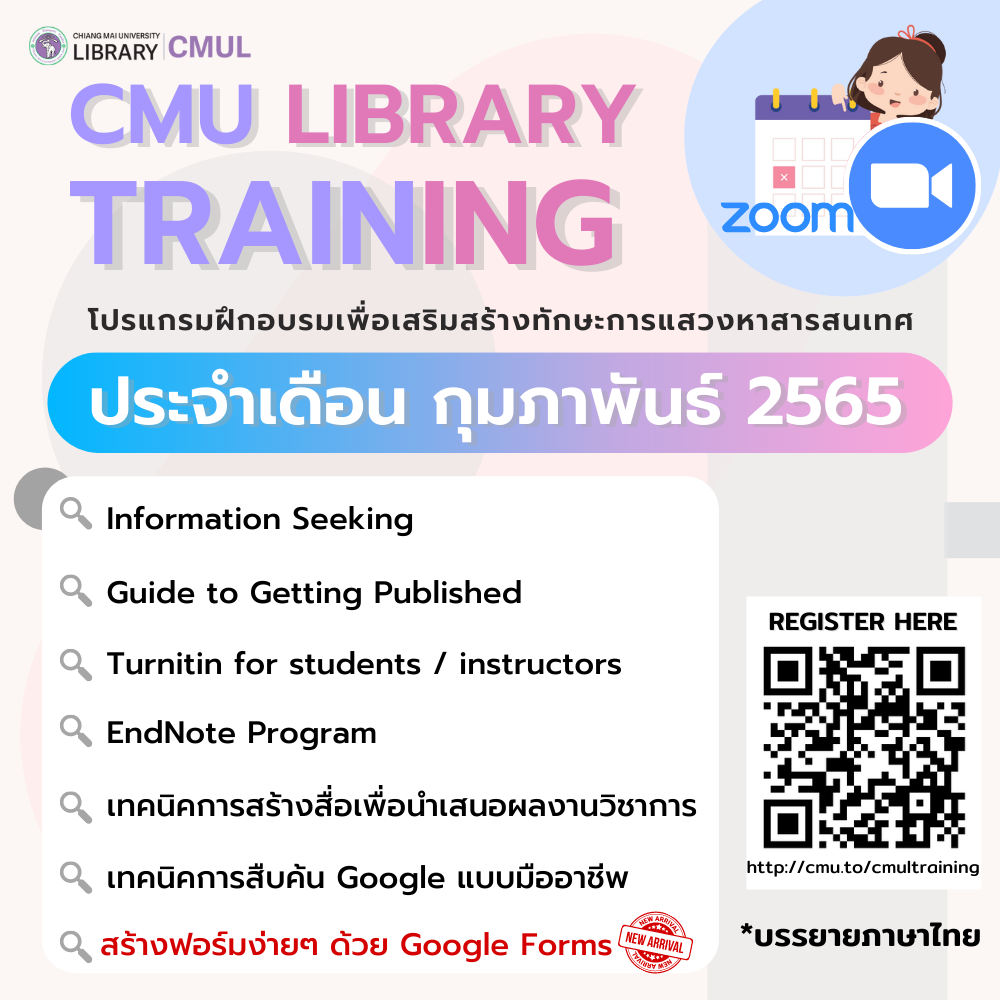 CHIANG MAI UNIVERSITY
LIBRARY
CMUL
CMU LIBRARY
TRAINING
zoom
โปรแกรมฝึกอบรมเพื่อเสริมสร้างทักษะการแสวงหาสารสนเทศ
ประจำเดือน กุมภาพันธ์ 2565
Information Seeking
Guide to Getting Published
Turnitin for students / instructors
EndNote Program
เทคนิคการสร้างสื่อเพื่อนำเสนอผลงานวิชาการ
เทคนิคการสืบค้น Google แบบมืออาชีพ
สร้างฟอร์มง่ายๆ ด้วย Google Forms
NEW ARRIVAL
NEW ARRIVAL
NEW ARRIVAL
REGISTER HERE
http://cmu.to/cmultraining
*บรรยายภาษาไทย